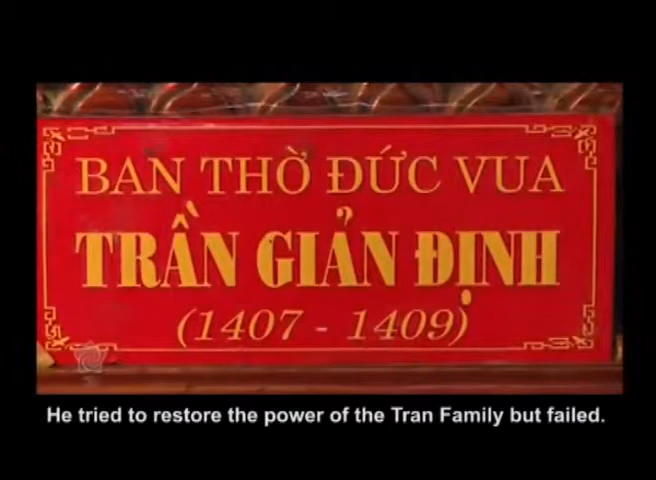 BAN THỜ ĐỨC VUA
TRẦN GIẢN ĐỊNH
(1407 - 1409)
He tried to restore the power of the Tran Family but failed.